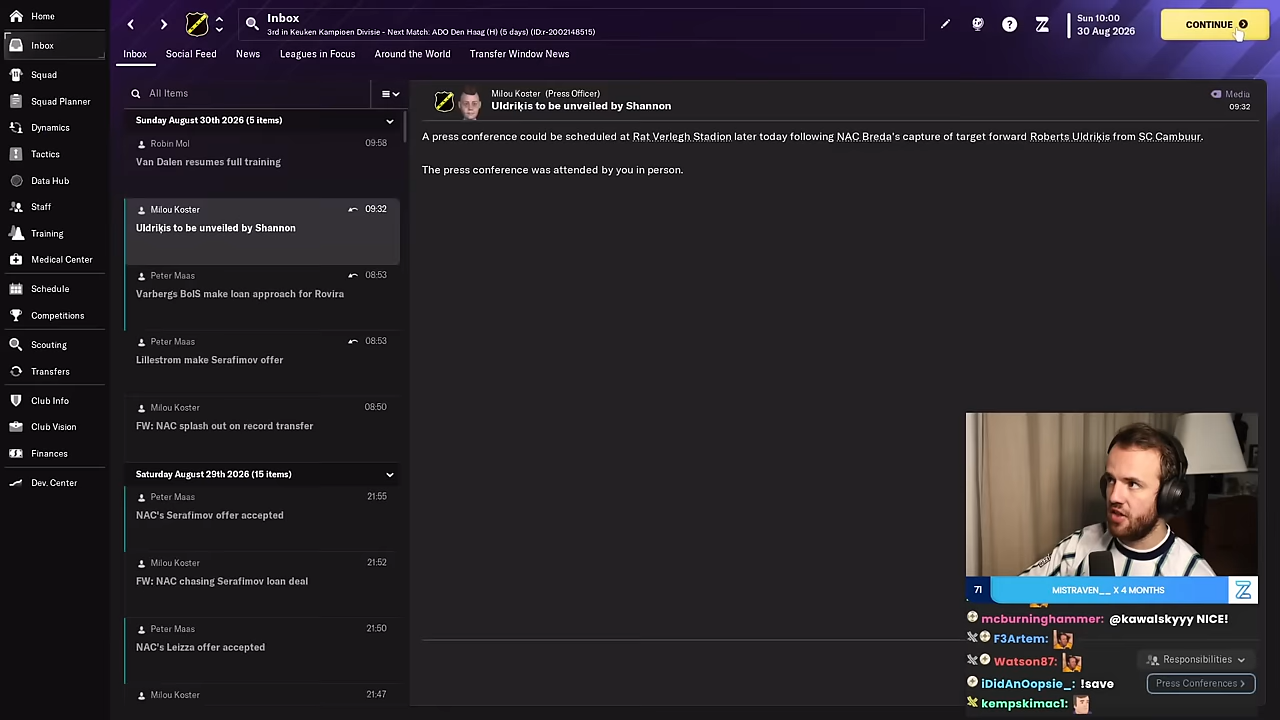 Home
Inbox
Squad
Squad Planner
Dynamics
Tactics
Data Hub
Staff
Training
Medical Center
Schedule
Competitions
Scouting
Transfers
Club Info
Club Vision
Finances
Dev. Center
Inbox
3rd in Keuken Kampioen Divisie - Next Match: ADO Den Haag (H) (5 days) (ID:r-2002148515)
Sun 10:00
30 Aug 2026
CONTINUE
Inbox
Social Feed
News
Leagues in Focus
Around the World
Transfer Window News
All Items
Sunday August 30th 2026 (5 items)
Robin Mol 09:58
Van Dalen resumes full training
Milou Koster 09:32
Uldriķis to be unveiled by Shannon
Peter Maas 08:53
Varbergs BoIS make loan approach for Rovira
Peter Maas 08:53
Lillestrøm make Serafimov offer
Milou Koster 08:50
FW: NAC splash out on record transfer
Saturday August 29th 2026 (15 items)
Peter Maas 21:55
NAC's Serafimov offer accepted
Milou Koster 21:52
FW: NAC chasing Serafimov loan deal
Peter Maas 21:50
NAC's Leizza offer accepted
Milou Koster 21:47
Milou Koster (Press Officer)
Uldriķis to be unveiled by Shannon
Media
09:32
A press conference could be scheduled at Rat Verlegh Stadion later today following NAC Breda's capture of target forward Roberts Uldriķis from SC Cambuur.
The press conference was attended by you in person.
71
MISTRAVEN__ X 4 MONTHS
mcburninghammer: @kawalskyyy NICE!
F3Artem:
Watson87:
iDidAnOopsie_: !save
kempskimac1:
Responsibilities
Press Conferences